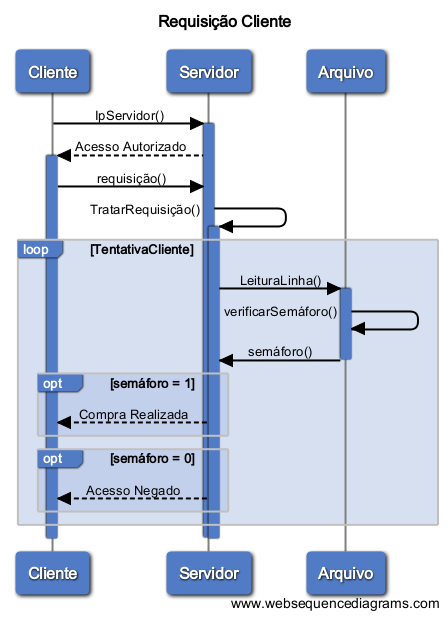 Requisição Cliente
Cliente Servidor Arquivo
IpServidor()
Acesso Autorizado
requisição()
TratarRequisição()
loop [TentativaCliente]
LeituraLinha()
verificarSemáforo()
semáforo()
opt [semáforo = 1]
Compra Realizada
opt [semáforo = 0]
Acesso Negado
Cliente Servidor Arquivo
www.websequencediagrams.com